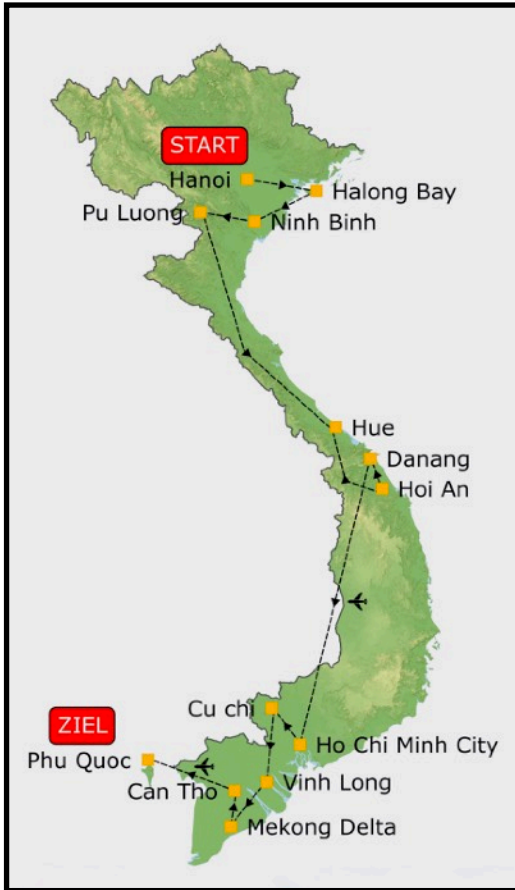 START
Hanoi
Halong Bay
Pu Luong
Ninh Binh
Hue
Danang
Hoi An
Cu chi
ZIEL
Ho Chi Minh City
Phu Quoc
Vinh Long
Can Tho
Mekong Delta